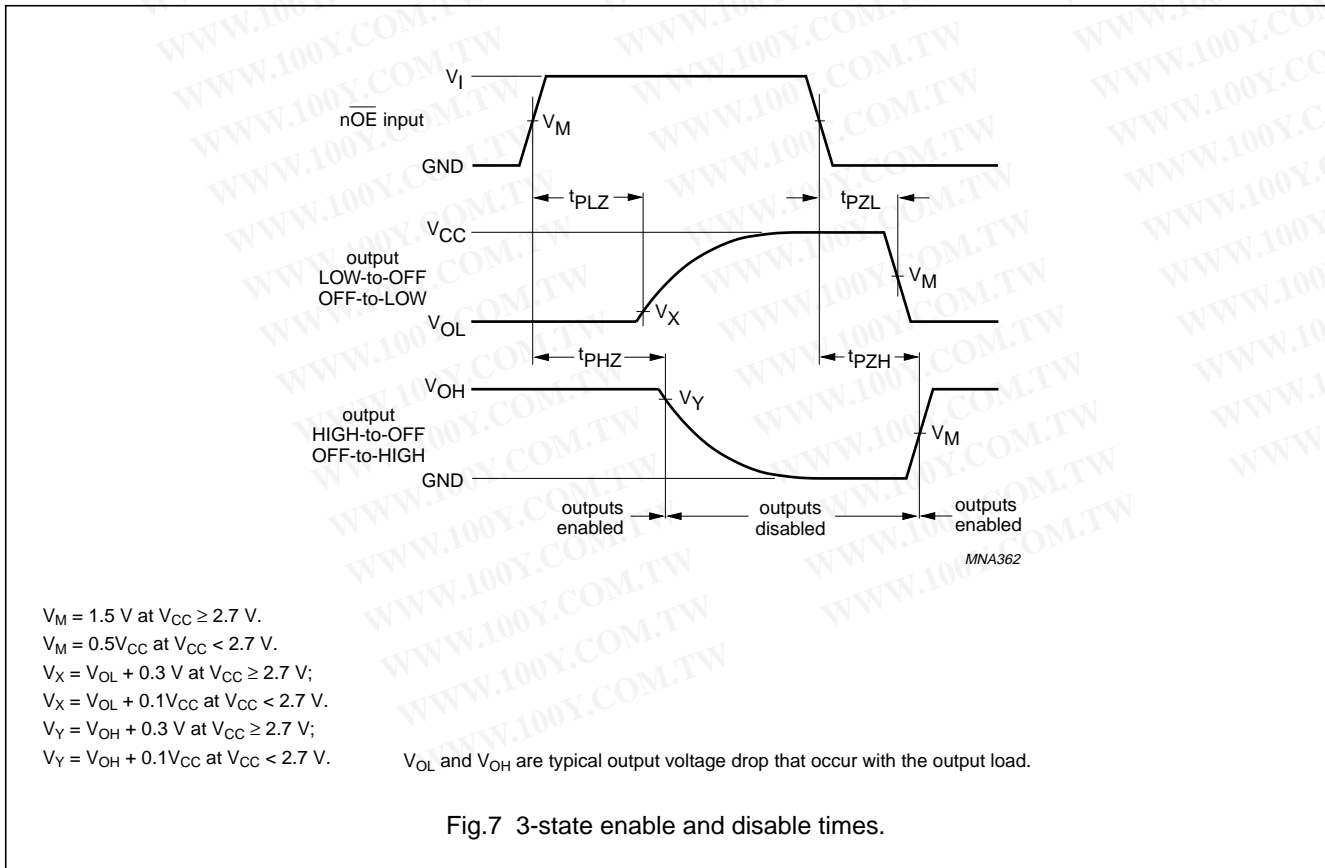 V_I
nOE input
V_M
GND
t_PLZ
t_PZL
V_CC
output
LOW-to-OFF
OFF-to-LOW
V_M
V_X
V_OL
t_PHZ
t_PZH
V_OH
V_Y
output
HIGH-to-OFF
OFF-to-HIGH
V_M
GND
outputs
enabled
outputs
disabled
outputs
enabled
MNA362
V_M = 1.5 V at V_CC ≥ 2.7 V.
V_M = 0.5V_CC at V_CC < 2.7 V.
V_X = V_OL + 0.3 V at V_CC ≥ 2.7 V;
V_X = V_OL + 0.1V_CC at V_CC < 2.7 V.
V_Y = V_OH + 0.3 V at V_CC ≥ 2.7 V;
V_Y = V_OH + 0.1V_CC at V_CC < 2.7 V.
V_OL and V_OH are typical output voltage drop that occur with the output load.
Fig.7 3-state enable and disable times.
WWW.100Y.COM.TW